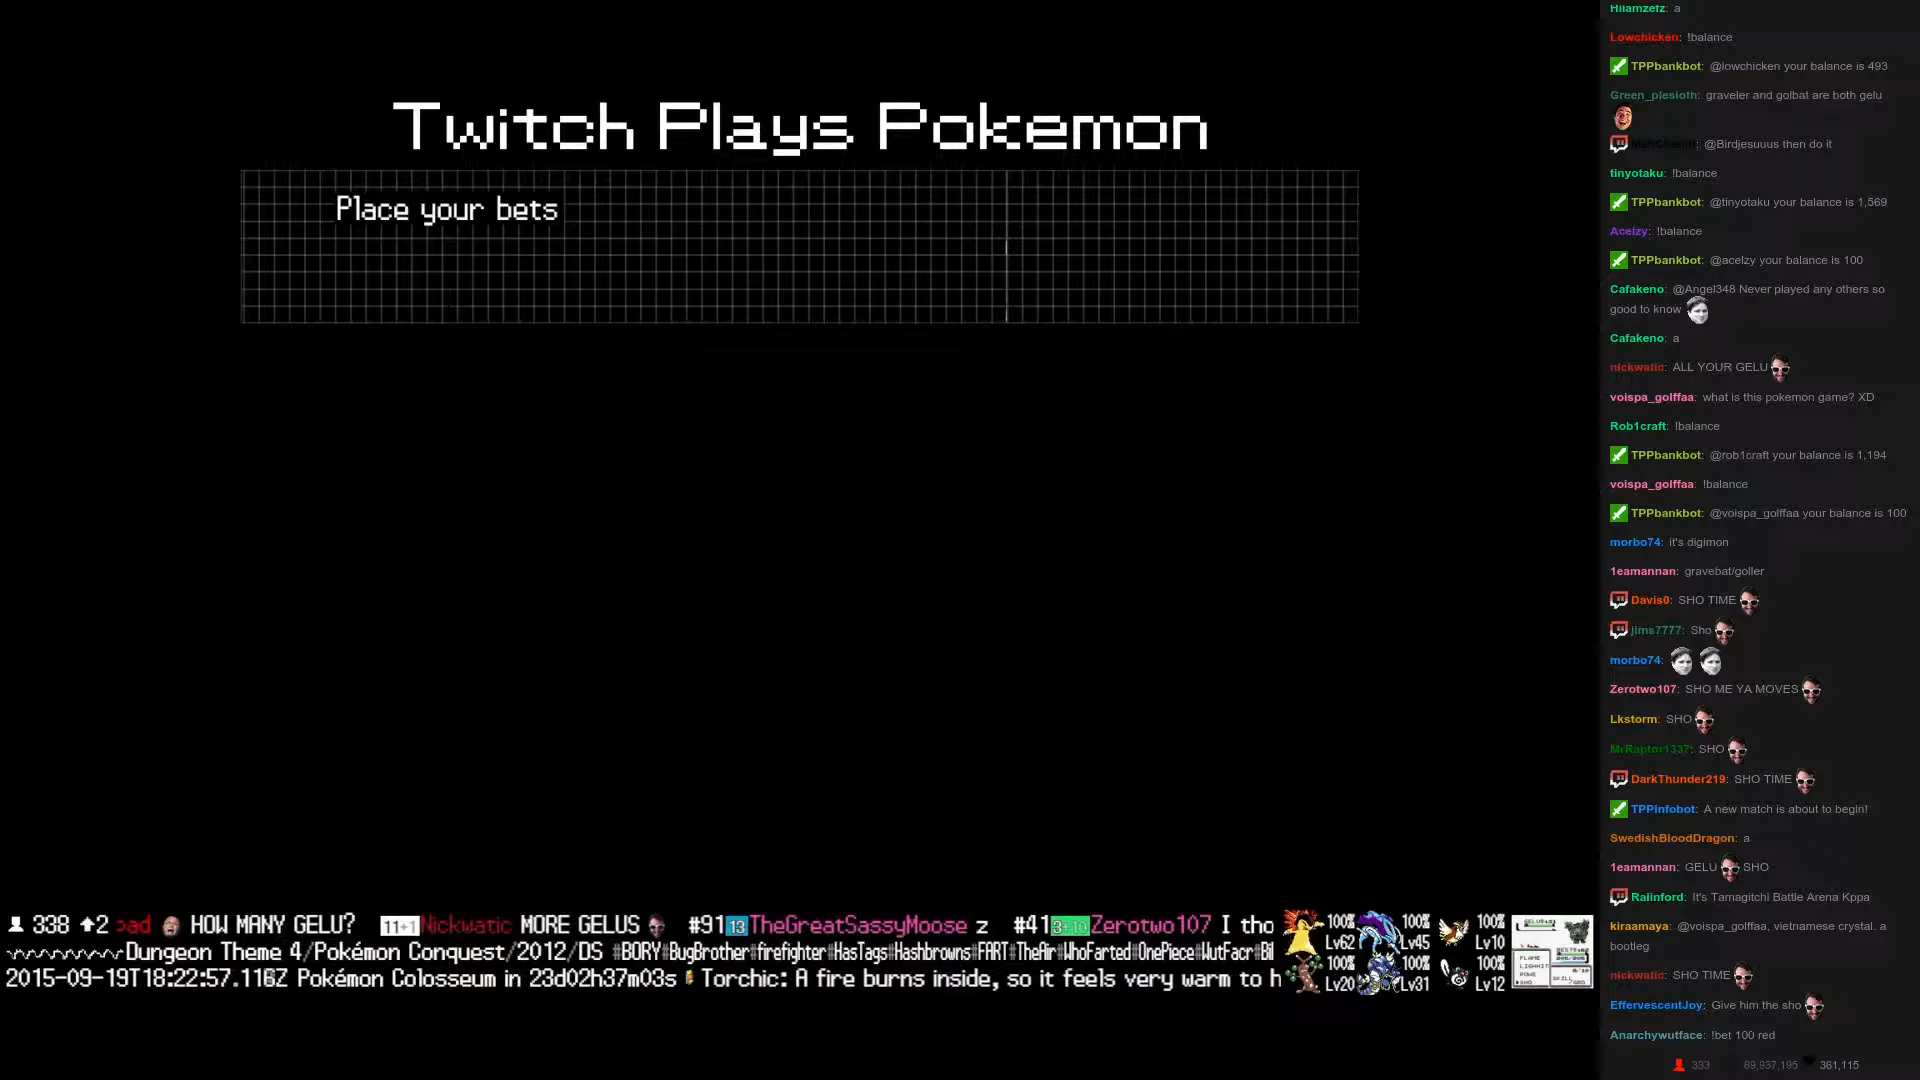 Twitch Plays Pokemon
Place your bets
338 2 HOW MANY GELU? 11+1 Nickwatic MORE GELUS #91 13 TheGreatSassyMoose z #41 3+10 Zerotwo107 I tho
Dungeon Theme 4/Pokémon Conquest/2012/DS #BORY#BugBrother#firefighter#HasTags#Hashbrowns#FART#TheAir#WhoFarted#OnePiece#WutFacr#Bi
2015-09-19T18:22:57.116Z Pokémon Colosseum in 23d02h37m03s Torchic: A fire burns inside, so it feels very warm to h
100% 100% 100%
Lv62 Lv45 Lv10
100% 100% 100%
Lv20 Lv31 Lv12
Hilamzefz: a
Lowchicken: !balance
TPPbankbot: @lowchicken your balance is 493
Green_plesioth: graveler and golbat are both gelu
: @Birdjesuuus then do it
tinyotaku: !balance
TPPbankbot: @tinyotaku your balance is 1,569
Acelzy: !balance
TPPbankbot: @acelzy your balance is 100
Cafakeno: @Angel348 Never played any others so
good to know
Cafakeno: a
nickwatic: ALL YOUR GELU
voispa_golffaa: what is this pokemon game? XD
Rob1craft: !balance
TPPbankbot: @rob1craft your balance is 1,194
voispa_golffaa: !balance
TPPbankbot: @voispa_golffaa your balance is 100
morbo74: it's digimon
1eamannan: gravebat/goller
Davis0: SHO TIME
jims7777: Sho
morbo74:
Zerotwo107: SHO ME YA MOVES
Lkstorm: SHO
MrRaptor1337: SHO
DarkThunder219: SHO TIME
TPPinfobot: A new match is about to begin!
SwedishBloodDragon: a
1eamannan: GELU SHO
Railnford: It's Tamagitchi Battle Arena Kppa
kiraamaya: @voispa_golffaa, vietnamese crystal. a
bootleg
nickwatic: SHO TIME
EffervescentJoy: Give him the sho
Anarchywutface: !bet 100 red
333 69,937,195 361,115